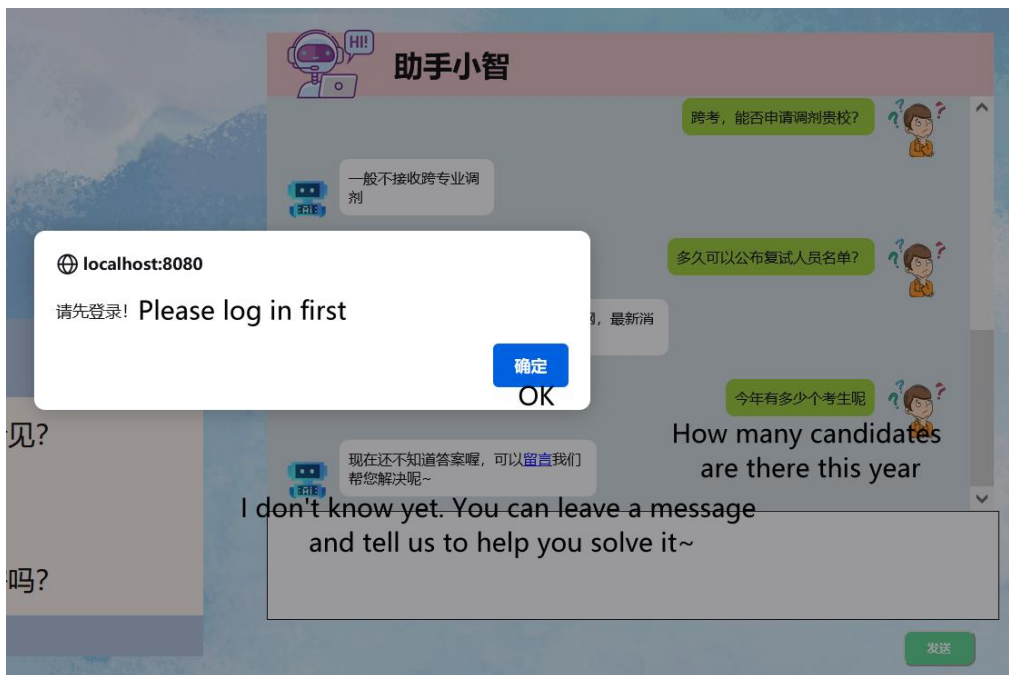 HI!
助手小智
跨考，能否申请调剂贵校？
一般不接收跨专业调
剂
localhost:8080
多久可以公布复试人员名单？
请先登录！ Please log in first
网，最新消
确定
OK
今年有多少个考生呢
见?
How many candidates
are there this year
现在还不知道答案喔，可以留言我们
帮您解决呢~
I don't know yet. You can leave a message
and tell us to help you solve it~
吗?
发送